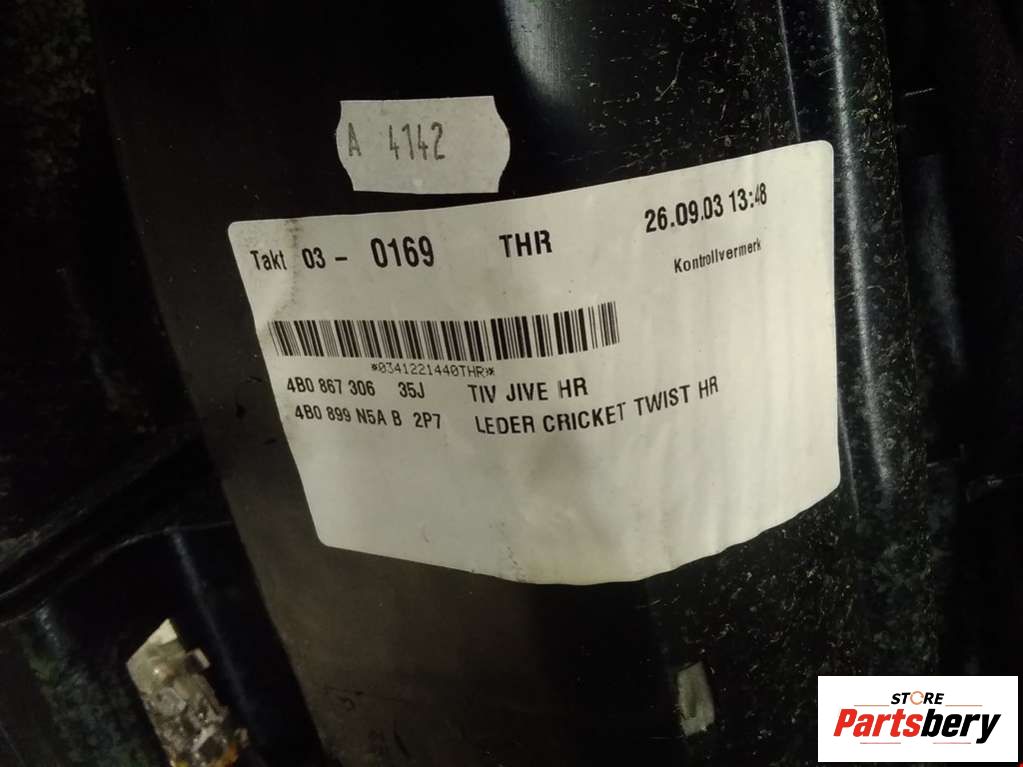 A 4142
Takt 03 - 0169 THR 26.09.03 13:48
Kontrollvermerk
*0341221440THR*
4B0 867 306 35J TIV JIVE HR
4B0 899 N5A B 2P7 LEDER CRICKET TWIST HR
STORE
Partsbery